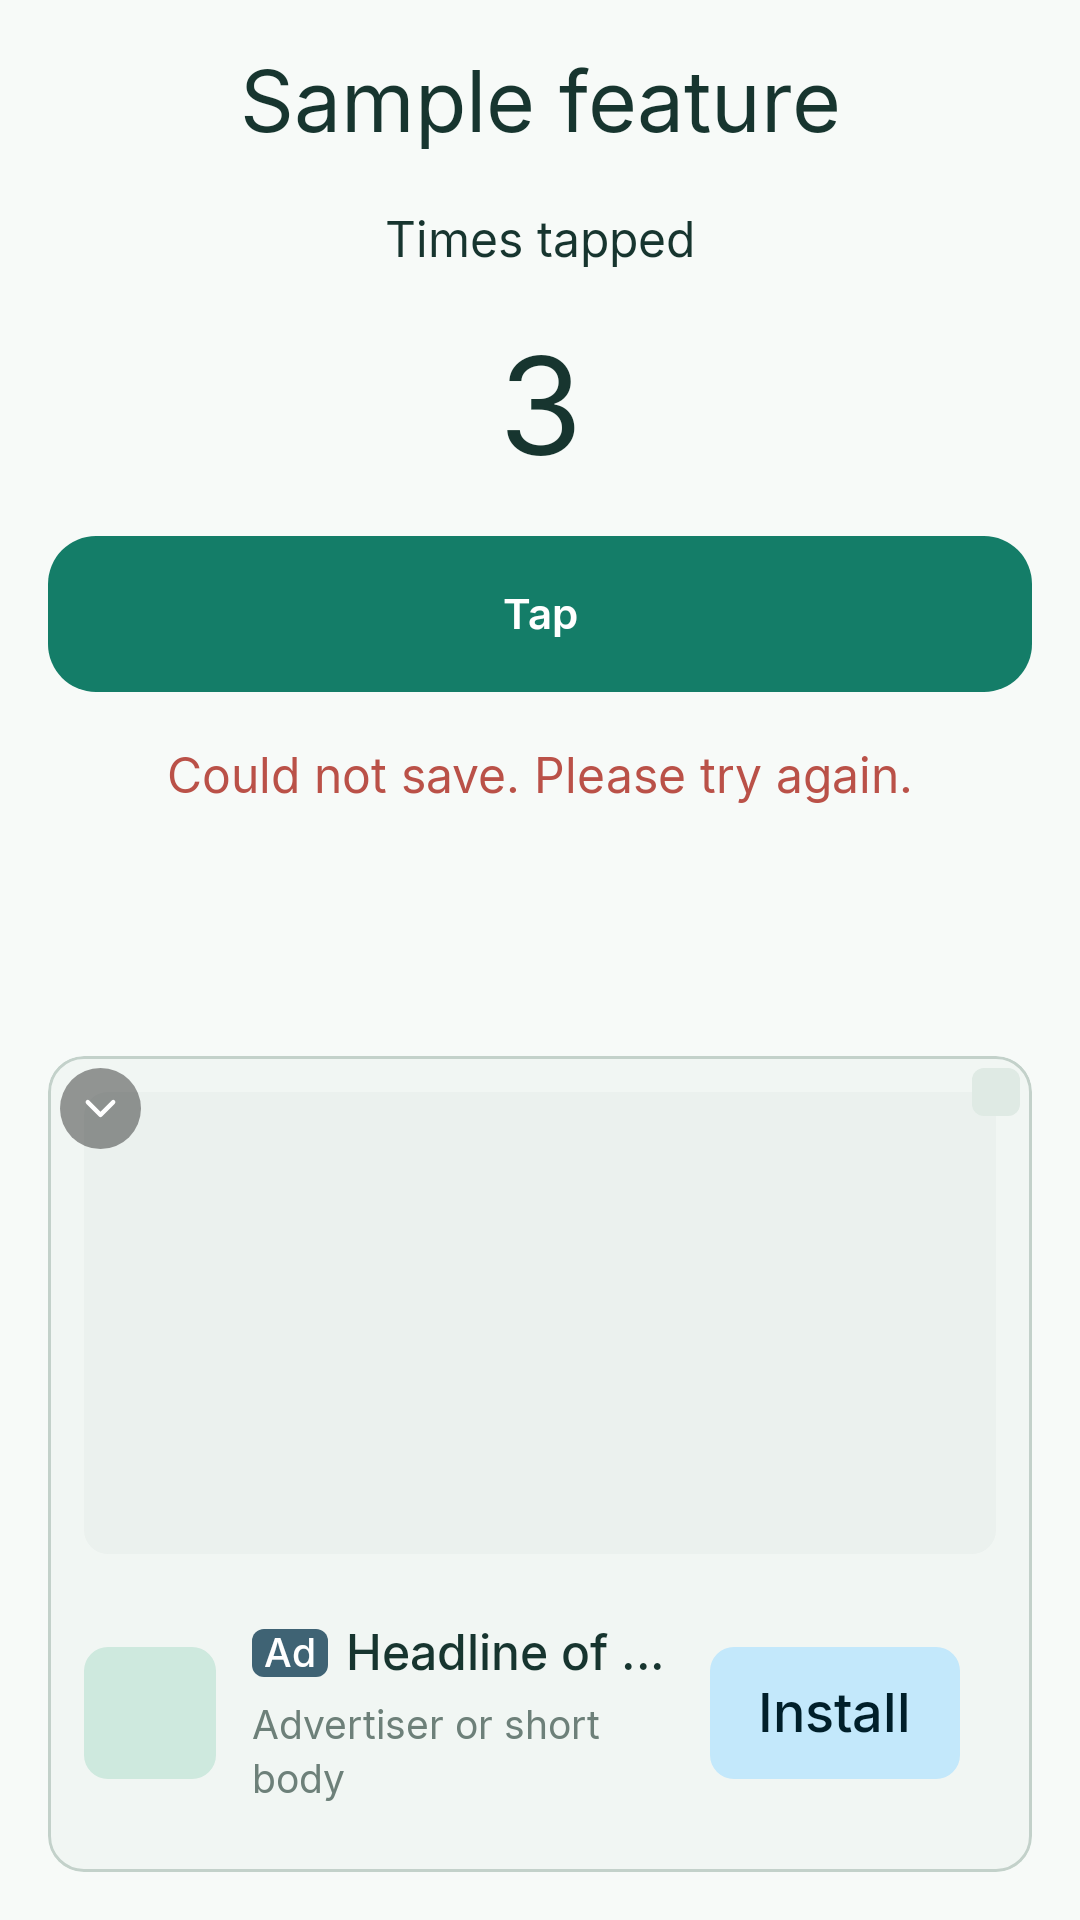 Sample feature
Times tapped
3
Tap
Could not save. Please try again.
Ad Headline of ...
Advertiser or short
body
Install